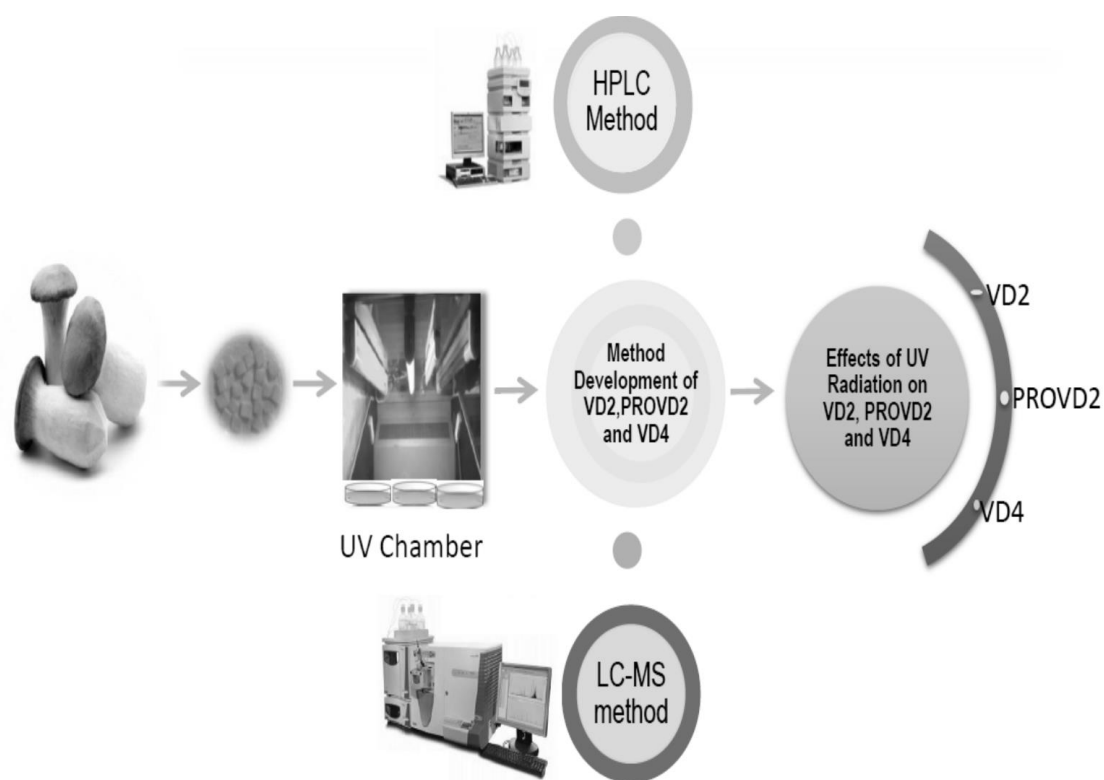 HPLC
Method
UV Chamber
Method
Development of
VD2,PROVD2
and VD4
Effects of UV
Radiation on
VD2, PROVD2
and VD4
VD2
PROVD2
VD4
LC-MS
method